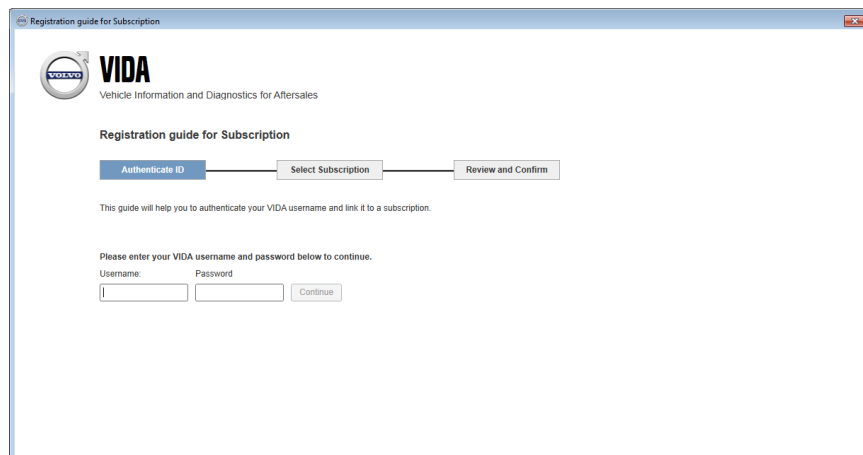 Registration guide for Subscription
VOLVO
VIDA
Vehicle Information and Diagnostics for Aftersales
Registration guide for Subscription
Authenticate ID Select Subscription Review and Confirm
This guide will help you to authenticate your VIDA username and link it to a subscription.
Please enter your VIDA username and password below to continue.
Username: Password
Continue